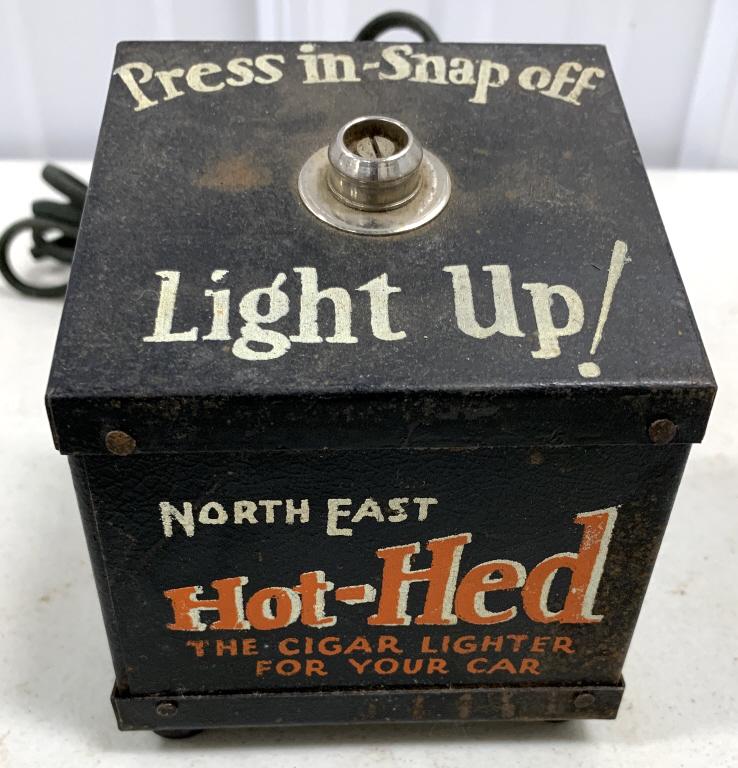 Press in-Snap off
Light Up!
NORTH EAST
Hot-Hed
THE CIGAR LIGHTER
FOR YOUR CAR